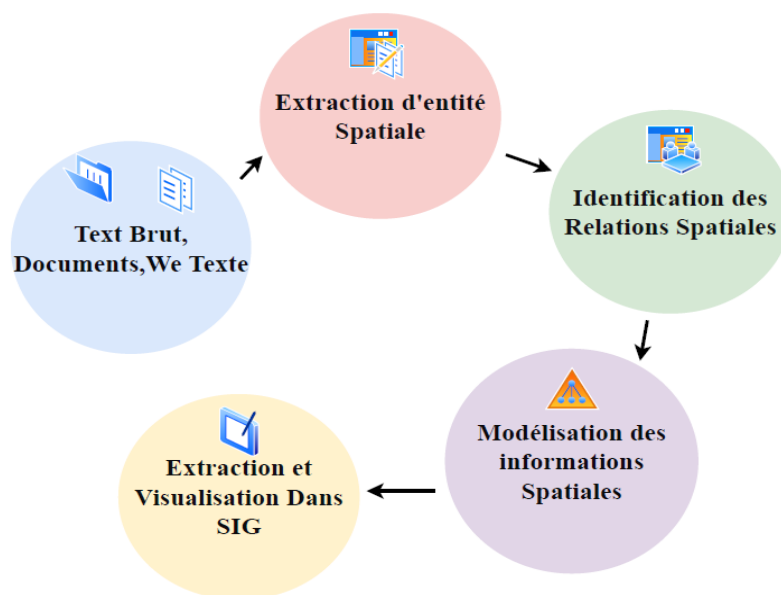 Text Brut,
Documents,We Texte
Extraction d'entité
Spatiale
Identification des
Relations Spatiales
Modélisation des
informations
Spatiales
Extraction et
Visualisation Dans
SIG